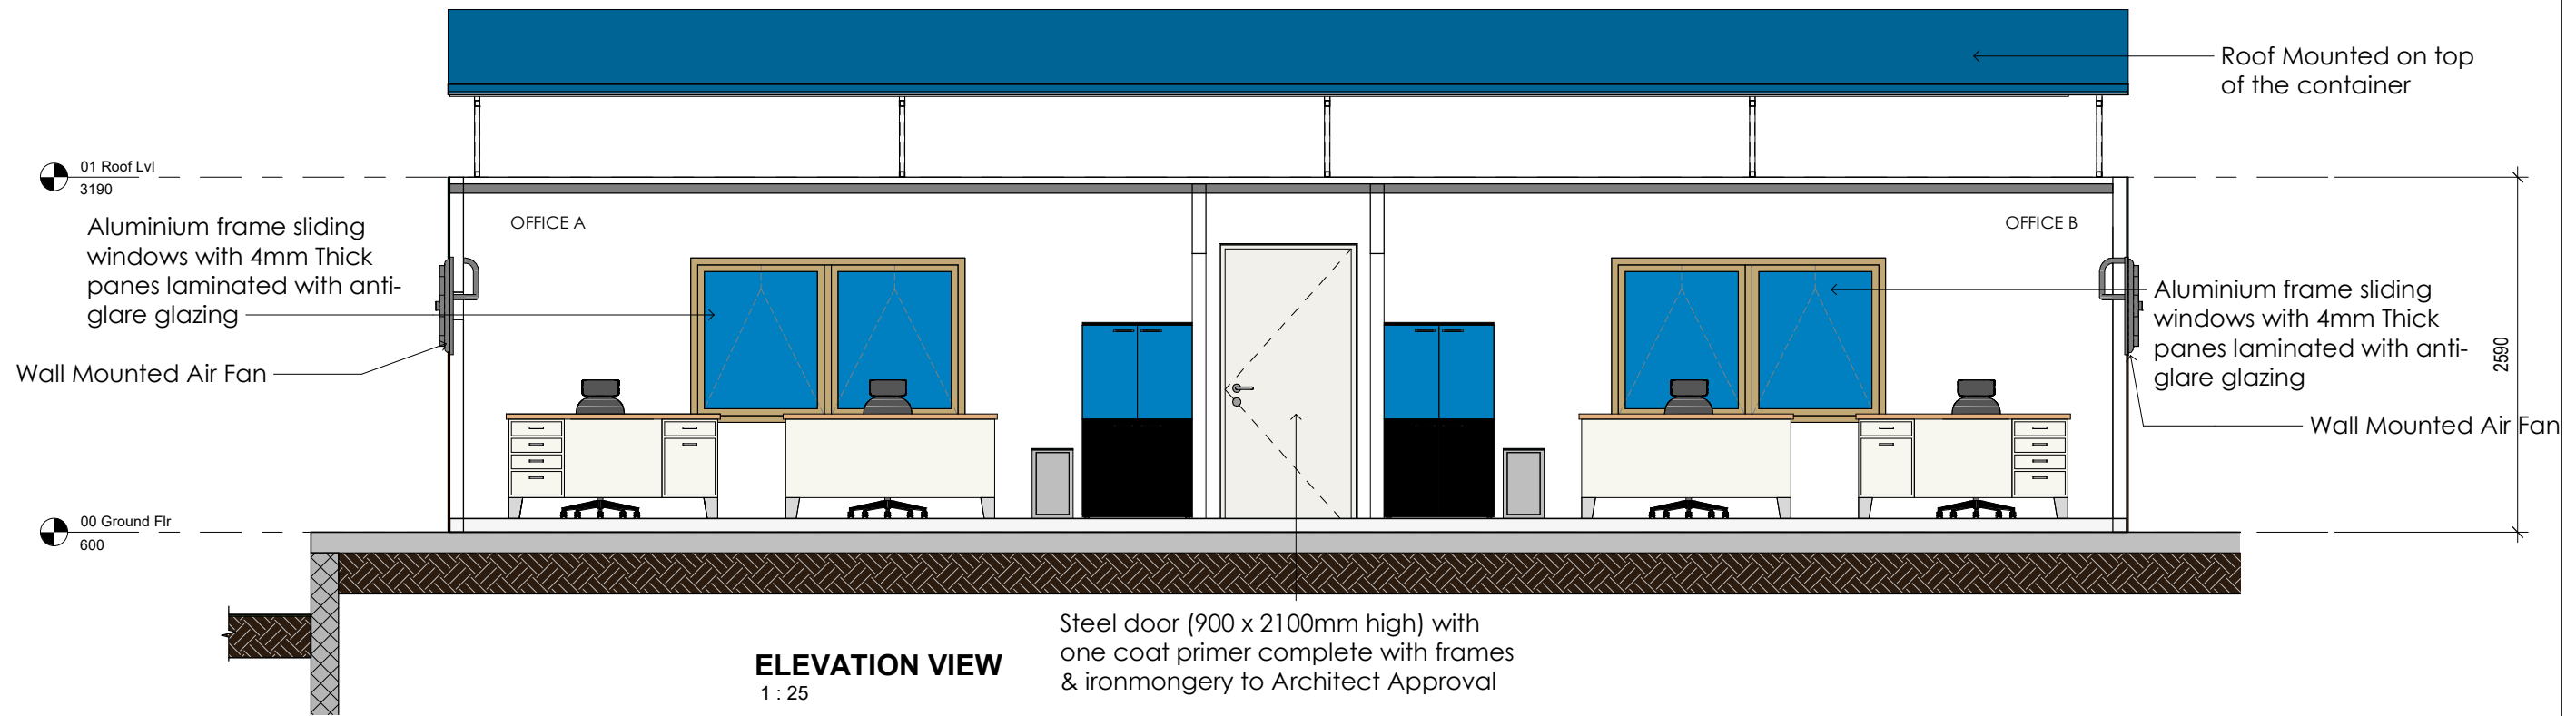 Roof Mounted on top
of the container
01 Roof Lvl
3190
Aluminium frame sliding
windows with 4mm Thick
panes laminated with anti-
glare glazing
Wall Mounted Air Fan
OFFICE A
OFFICE B
Aluminium frame sliding
windows with 4mm Thick
panes laminated with anti-
glare glazing
2590
Wall Mounted Air Fan
00 Ground Flr
600
Steel door (900 x 2100mm high) with
one coat primer complete with frames
& ironmongery to Architect Approval
ELEVATION VIEW
1 : 25